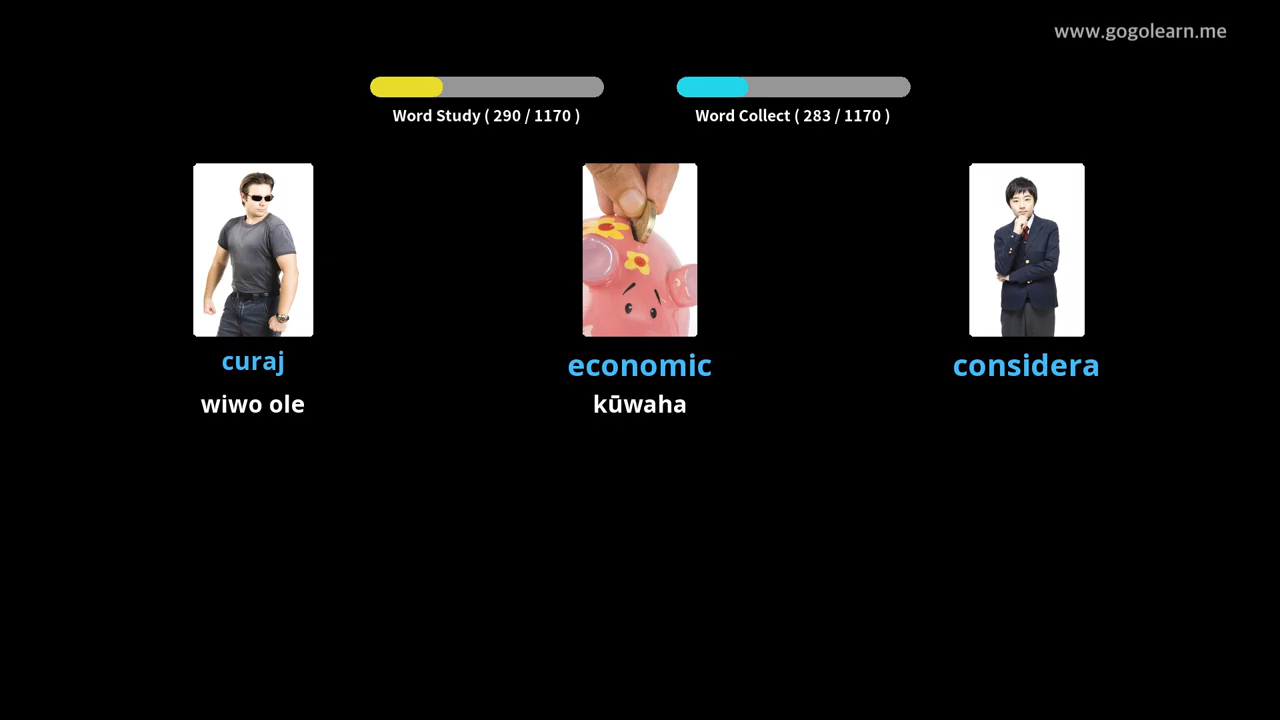 www.gogolearn.me
Word Study ( 290 / 1170 )
Word Collect ( 283 / 1170 )
curaj
economic
considera
wiwo ole
kūwaha